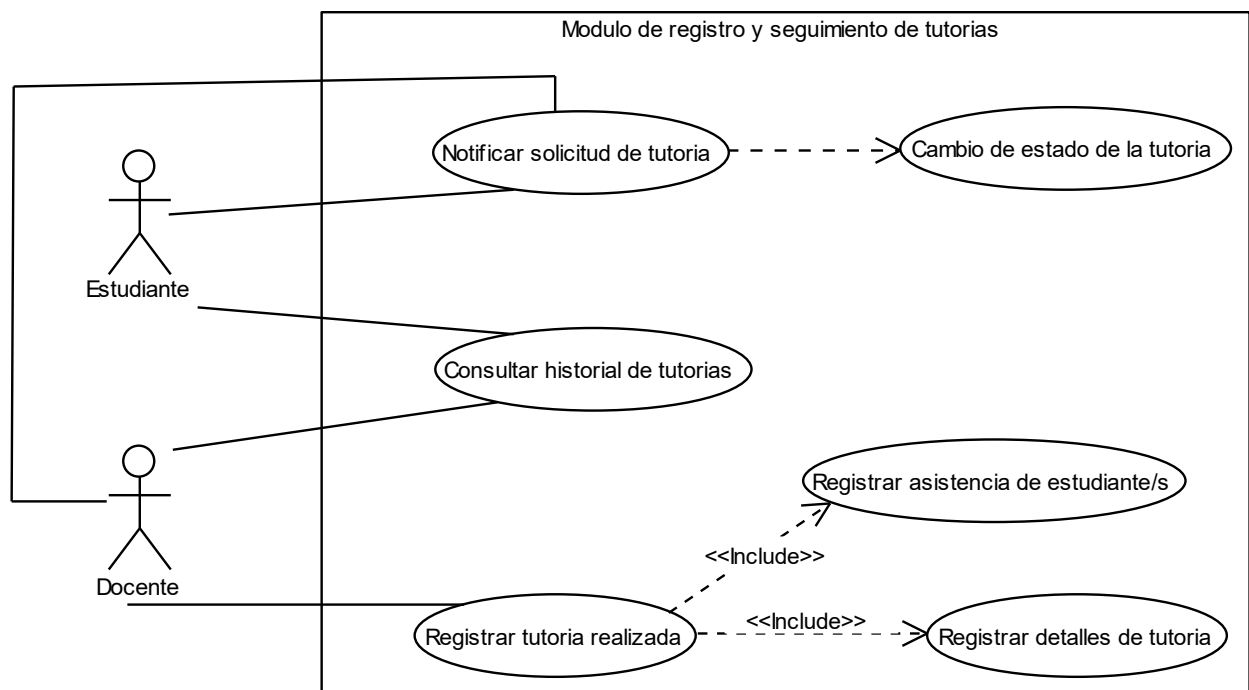 Modulo de registro y seguimiento de tutorias
Notificar solicitud de tutoria
Cambio de estado de la tutoria
Estudiante
Consultar historial de tutorias
Registrar asistencia de estudiante/s
<<Include>>
Docente
<<Include>>
Registrar tutoria realizada
Registrar detalles de tutoria